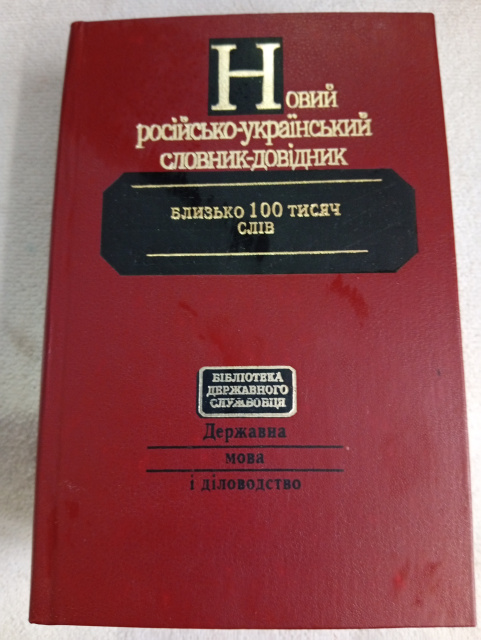 Новий
російсько-український
словник-довідник
близько 100 тисяч
слів
БІБЛІОТЕКА
ДЕРЖАВНОГО
СЛУЖБОВЦЯ
Державна
мова
і діловодство